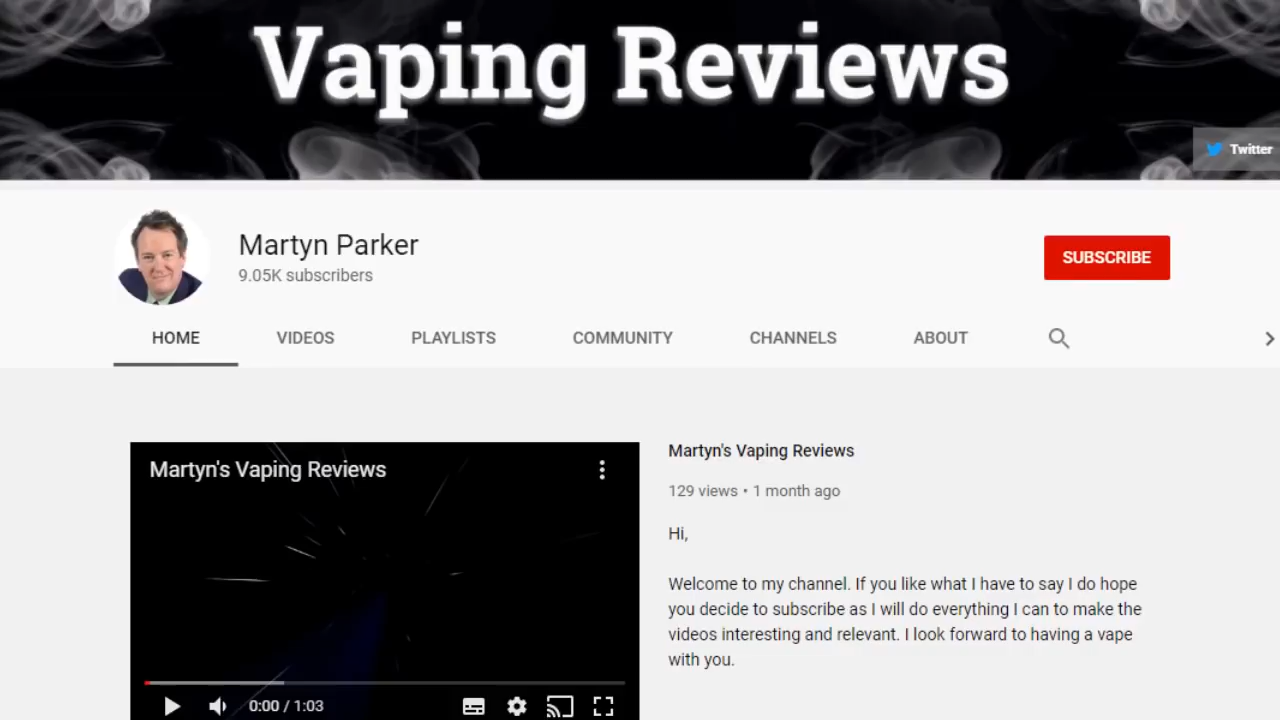 Vaping Reviews
Twitter
Martyn Parker
9.05K subscribers
SUBSCRIBE
HOME VIDEOS PLAYLISTS COMMUNITY CHANNELS ABOUT
Martyn's Vaping Reviews
0:00 / 1:03
Martyn's Vaping Reviews
129 views • 1 month ago
Hi,
Welcome to my channel. If you like what I have to say I do hope
you decide to subscribe as I will do everything I can to make the
videos interesting and relevant. I look forward to having a vape
with you.